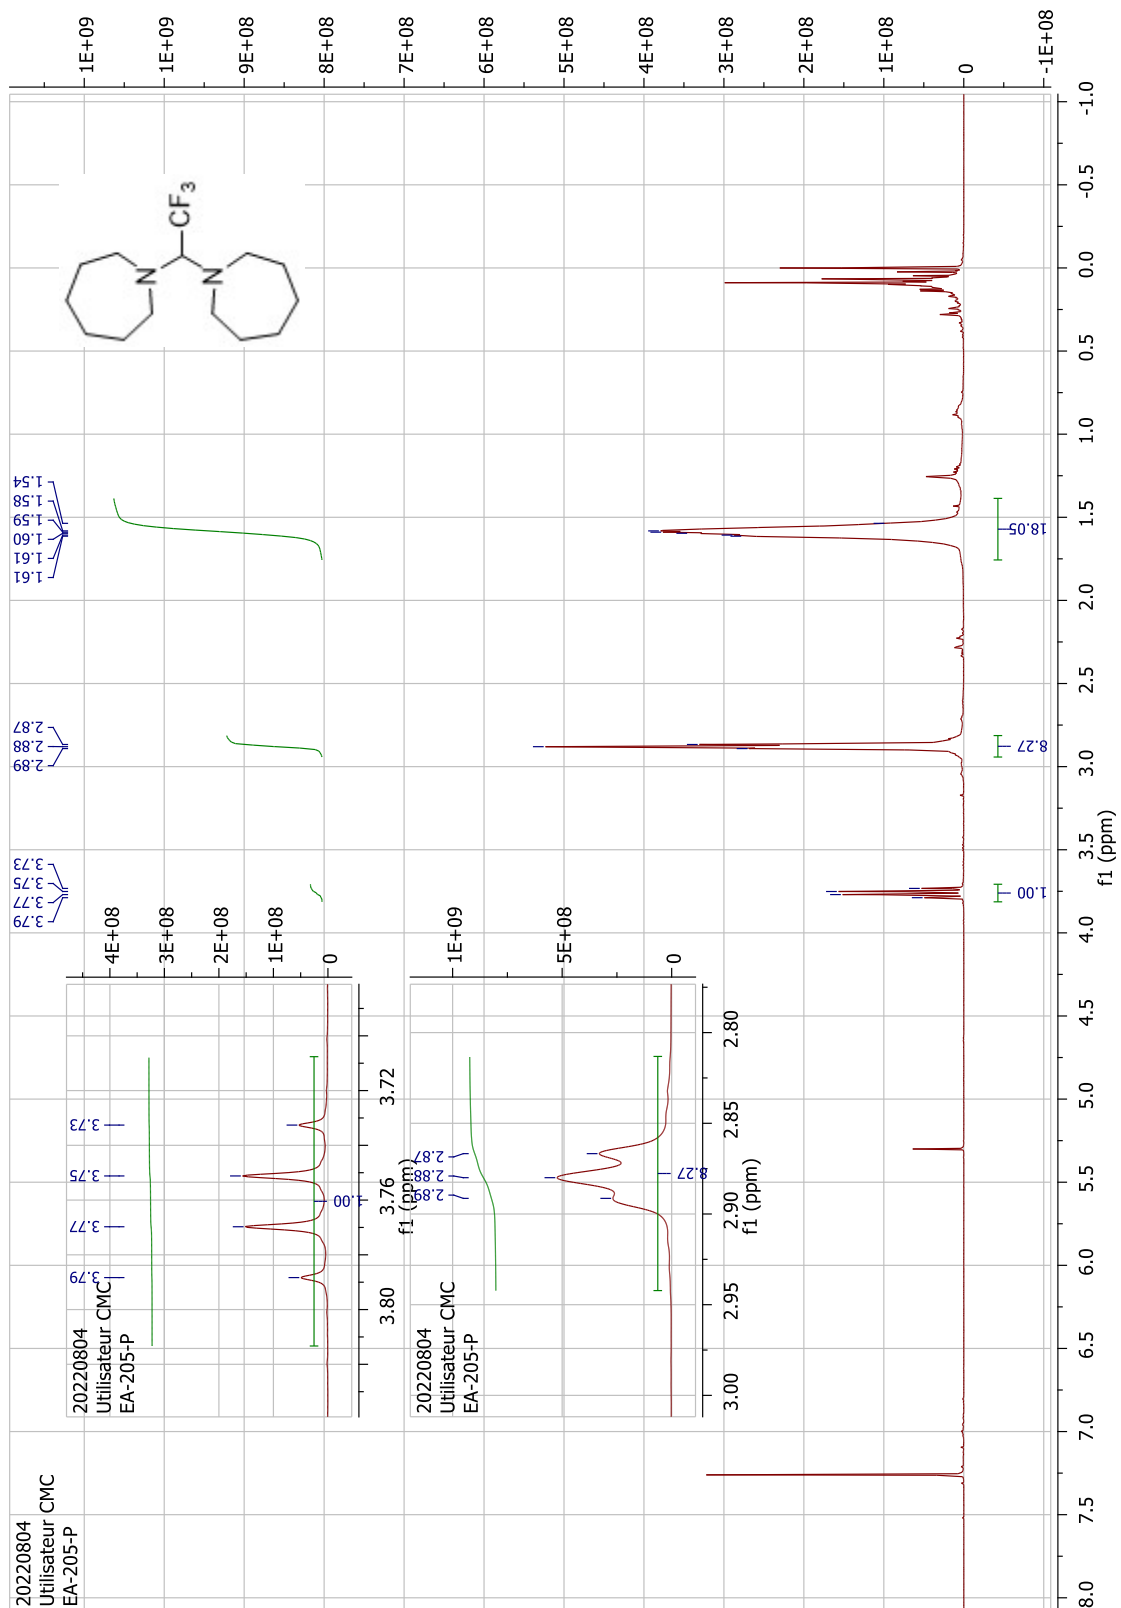 20220804
Utilisateur CMC
EA-205-P
1E+09
1E+09
9E+08
8E+08
7E+08
6E+08
5E+08
4E+08
3E+08
2E+08
1E+08
0
-1E+08
-1.0
-0.5
0.0
0.5
1.0
1.5
2.0
2.5
3.0
3.5
4.0
4.5
5.0
5.5
6.0
6.5
7.0
7.5
8.0
f1 (ppm)
N
N
CF3
1.54
1.58
1.59
1.60
1.61
1.61
2.87
2.88
2.89
3.73
3.75
3.77
3.79
18.05
8.27
1.00
20220804
Utilisateur CMC
EA-205-P
4E+08
3E+08
2E+08
1E+08
0
3.73
3.75
3.77
3.79
1.00
3.72
3.76
3.80
f1 (ppm)
20220804
Utilisateur CMC
EA-205-P
1E+09
5E+08
0
2.87
2.88
2.89
8.27
2.80
2.85
2.90
2.95
3.00
f1 (ppm)